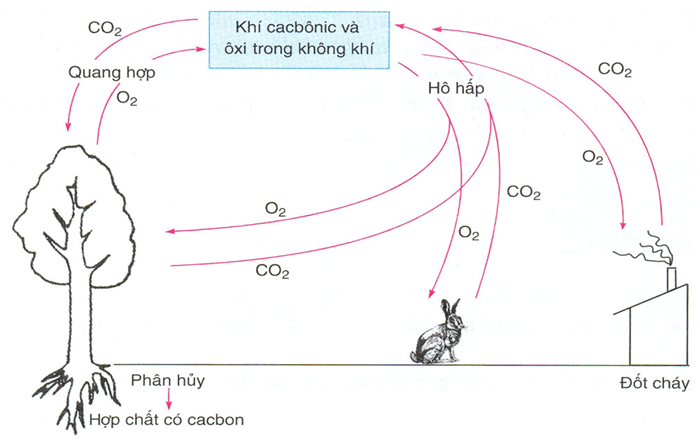 CO2
Khí cacbônic và
ôxi trong không khí
Quang hợp
O2
Hô hấp
CO2
O2
CO2
O2
O2
CO2
Phân hủy
Hợp chất có cacbon
Đốt cháy